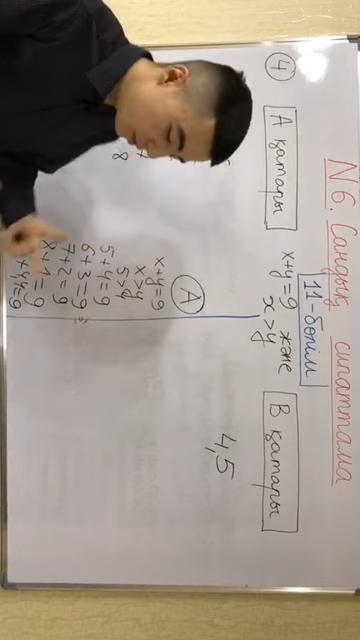 №6. Сандық сипаттама
11-бөлім
4
А қатары
x+y=9 және
x>y
В қатары
4,5
А
x+y=9
x>y
5>4
5+4=9
6+3=9
7+2=9
8+1=9
8